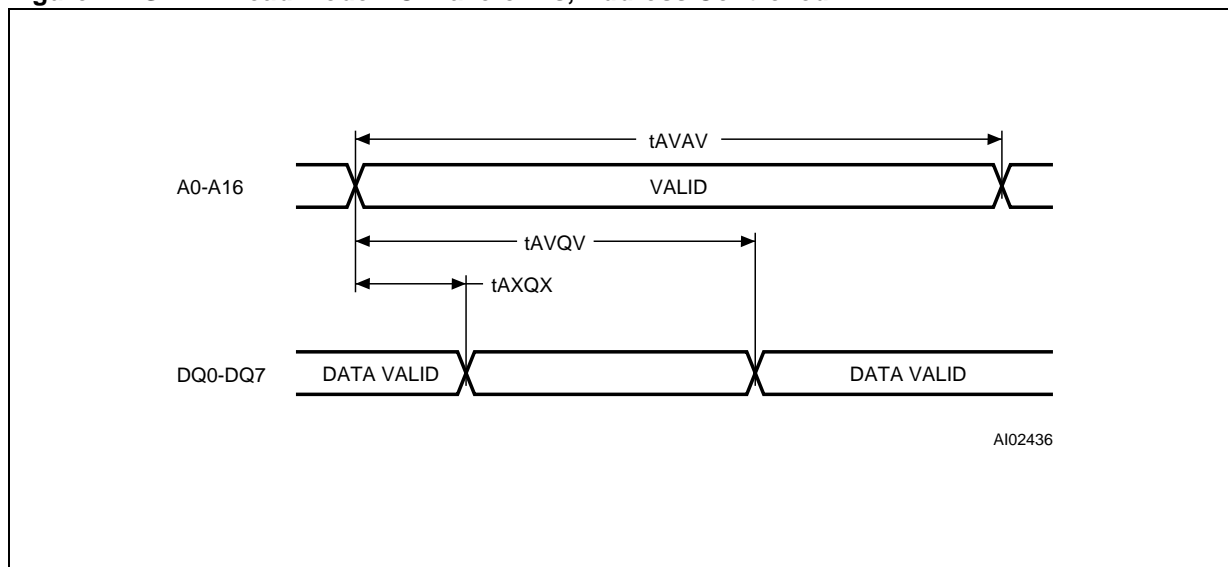 tAVAV
A0-A16
VALID
tAVQV
tAXQX
DQ0-DQ7
DATA VALID
DATA VALID
AI02436